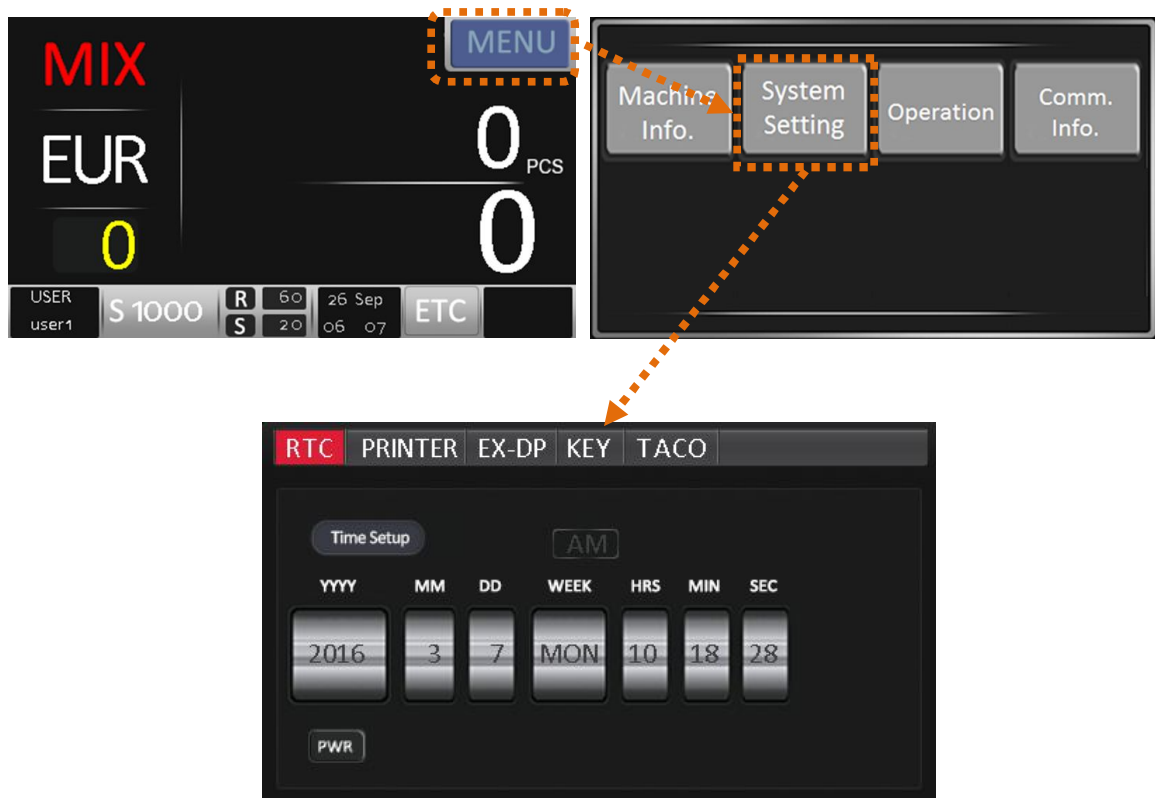 MIX
MENU
EUR
0 PCS
0
0
USER
user1
S 1000
R 60
S 20
26 Sep
06 07
ETC
Machine
Info.
System
Setting
Operation
Comm.
Info.
RTC PRINTER EX-DP KEY TACO
Time Setup
AM
YYYY MM DD WEEK HRS MIN SEC
2016 3 7 MON 10 18 28
PWR